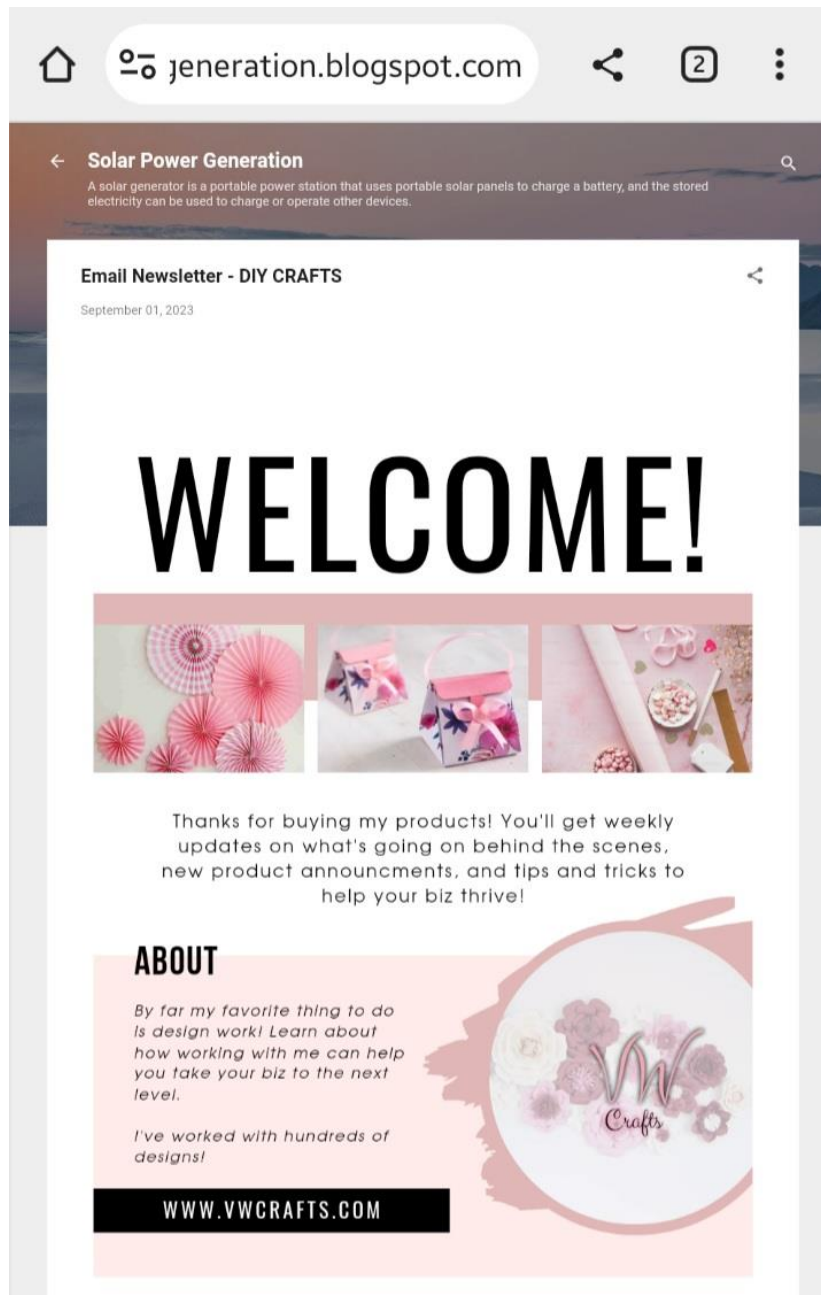 generation.blogspot.com
2
Solar Power Generation
A solar generator is a portable power station that uses portable solar panels to charge a battery, and the stored
electricity can be used to charge or operate other devices.
Email Newsletter - DIY CRAFTS
September 01, 2023
WELCOME!
Thanks for buying my products! You'll get weekly
updates on what's going on behind the scenes,
new product announcments, and tips and tricks to
help your biz thrive!
ABOUT
By far my favorite thing to do
is design work! Learn about
how working with me can help
you take your biz to the next
level.
I've worked with hundreds of
designs!
VW
Crafts
WWW.VWCRAFTS.COM